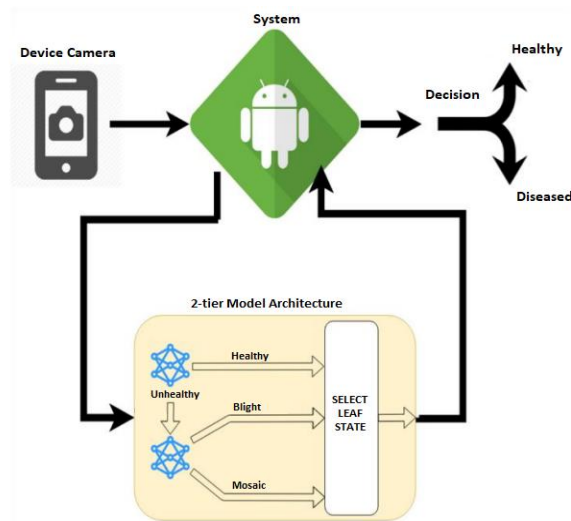 System
Device Camera
Healthy
Decision
Diseased
2-tier Model Architecture
Healthy
Unhealthy
Blight
SELECT
LEAF
STATE
Mosaic